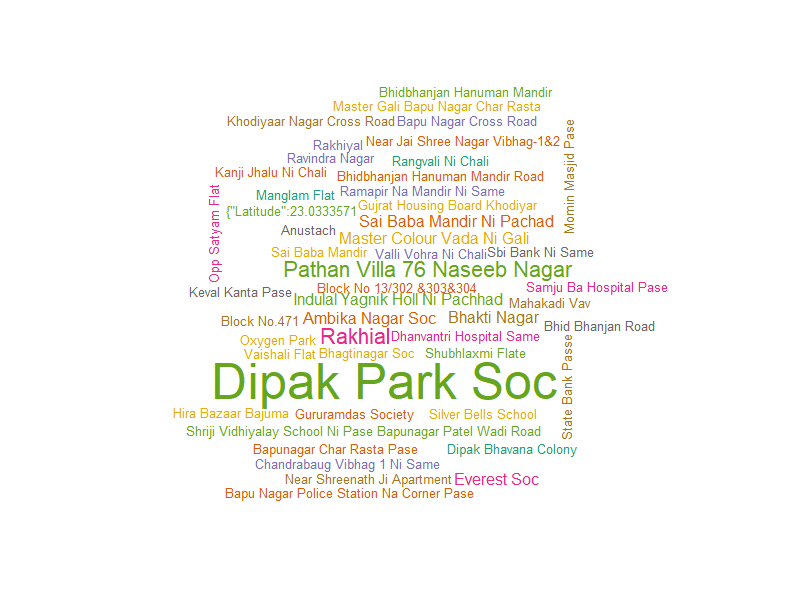 Bhidbhanjan Hanuman Mandir
Master Gali Bapu Nagar Char Rasta
Khodiyaar Nagar Cross Road
Bapu Nagar Cross Road
Momin Masjid Pase
Rakhiyal
Near Jai Shree Nagar Vibhag-1&2
Ravindra Nagar
Rangvali Ni Chali
Kanji Jhalu Ni Chali
Bhidbhanjan Hanuman Mandir Road
Opp Satyam Flat
Manglam Flat
Ramapir Na Mandir Ni Same
{"Latitude":23.0333571
Gujrat Housing Board Khodiyar
Anustach
Sai Baba Mandir Ni Pachad
Master Colour Vada Ni Gali
Sai Baba Mandir
Valli Vohra Ni Chali
Sbi Bank Ni Same
Pathan Villa 76 Naseeb Nagar
Keval Kanta Pase
Block No 13/302 &303&304
Samju Ba Hospital Pase
Indulal Yagnik Holl Ni Pachhad
Mahakadi Vav
Block No.471
Ambika Nagar Soc
Bhakti Nagar
Bhid Bhanjan Road
Oxygen Park
Rakhial
Dhanvantri Hospital Same
Vaishali Flat
Bhagtinagar Soc
Shubhlaxmi Flate
State Bank Passe
Dipak Park Soc
Hira Bazaar Bajuma
Gururamdas Society
Silver Bells School
Shriji Vidhiyalay School Ni Pase Bapunagar Patel Wadi Road
Bapunagar Char Rasta Pase
Dipak Bhavana Colony
Chandrabaug Vibhag 1 Ni Same
Near Shreenath Ji Apartment
Everest Soc
Bapu Nagar Police Station Na Corner Pase